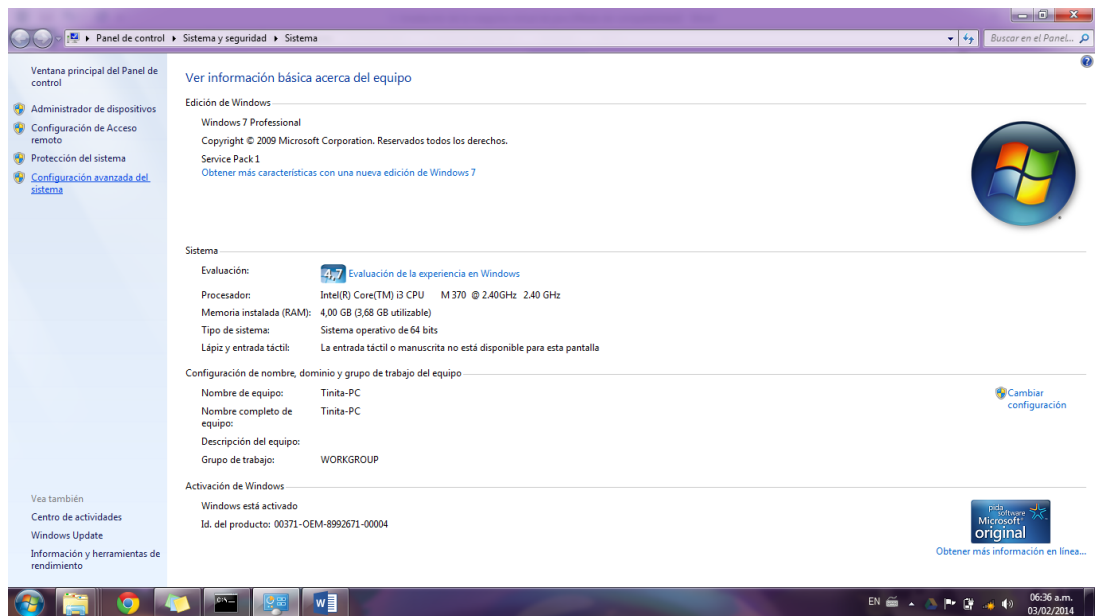 Panel de control ▸ Sistema y seguridad ▸ Sistema
Buscar en el Panel...
Ventana principal del Panel de
control
Administrador de dispositivos
Configuración de Acceso
remoto
Protección del sistema
Configuración avanzada del
sistema
Ver información básica acerca del equipo
Edición de Windows
Windows 7 Professional
Copyright © 2009 Microsoft Corporation. Reservados todos los derechos.
Service Pack 1
Obtener más características con una nueva edición de Windows 7
Sistema
Evaluación: 4,7 Evaluación de la experiencia en Windows
Procesador: Intel(R) Core(TM) i3 CPU M 370 @ 2.40GHz 2.40 GHz
Memoria instalada (RAM): 4,00 GB (3,68 GB utilizable)
Tipo de sistema: Sistema operativo de 64 bits
Lápiz y entrada táctil: La entrada táctil o manuscrita no está disponible para esta pantalla
Configuración de nombre, dominio y grupo de trabajo del equipo
Nombre de equipo: Tinita-PC
Nombre completo de Tinita-PC
equipo:
Descripción del equipo:
Grupo de trabajo: WORKGROUP
Cambiar
configuración
Activación de Windows
Windows está activado
Id. del producto: 00371-OEM-8992671-00004
pida
software
Microsoft
original
Obtener más información en línea...
Vea también
Centro de actividades
Windows Update
Información y herramientas de
rendimiento
EN
06:36 a.m.
03/02/2014